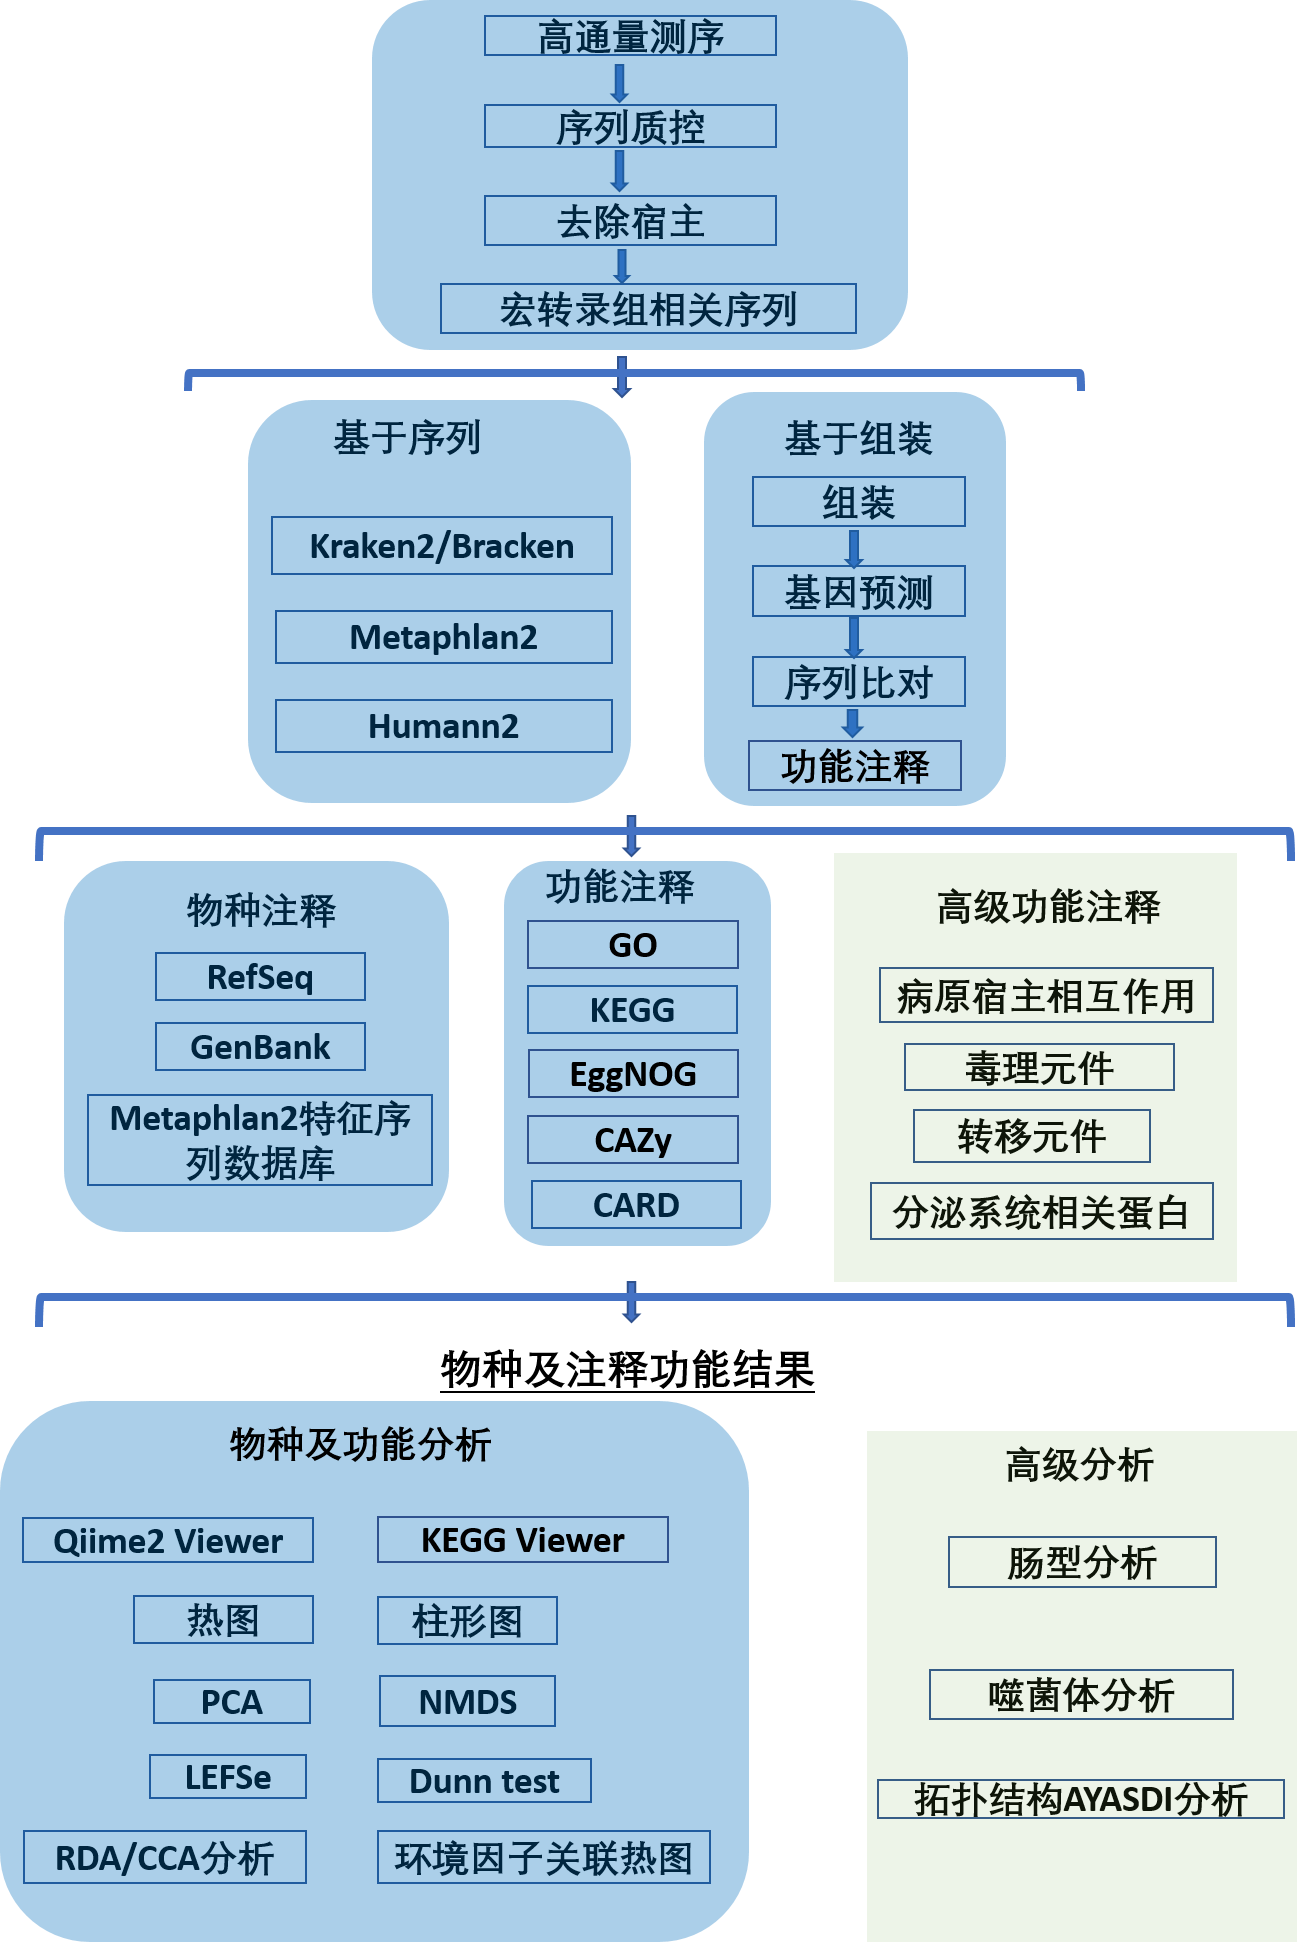 高通量测序
序列质控
去除宿主
宏转录组相关序列
基于序列
Kraken2/Bracken
Metaphlan2
Humann2
基于组装
组装
基因预测
序列比对
功能注释
物种注释
RefSeq
GenBank
Metaphlan2特征序
列数据库
功能注释
GO
KEGG
EggNOG
CAZy
CARD
高级功能注释
病原宿主相互作用
毒理元件
转移元件
分泌系统相关蛋白
物种及注释功能结果
物种及功能分析
Qiime2 Viewer
KEGG Viewer
热图
柱形图
PCA
NMDS
LEFSe
Dunn test
RDA/CCA分析
环境因子关联热图
高级分析
肠型分析
噬菌体分析
拓扑结构AYASDI分析